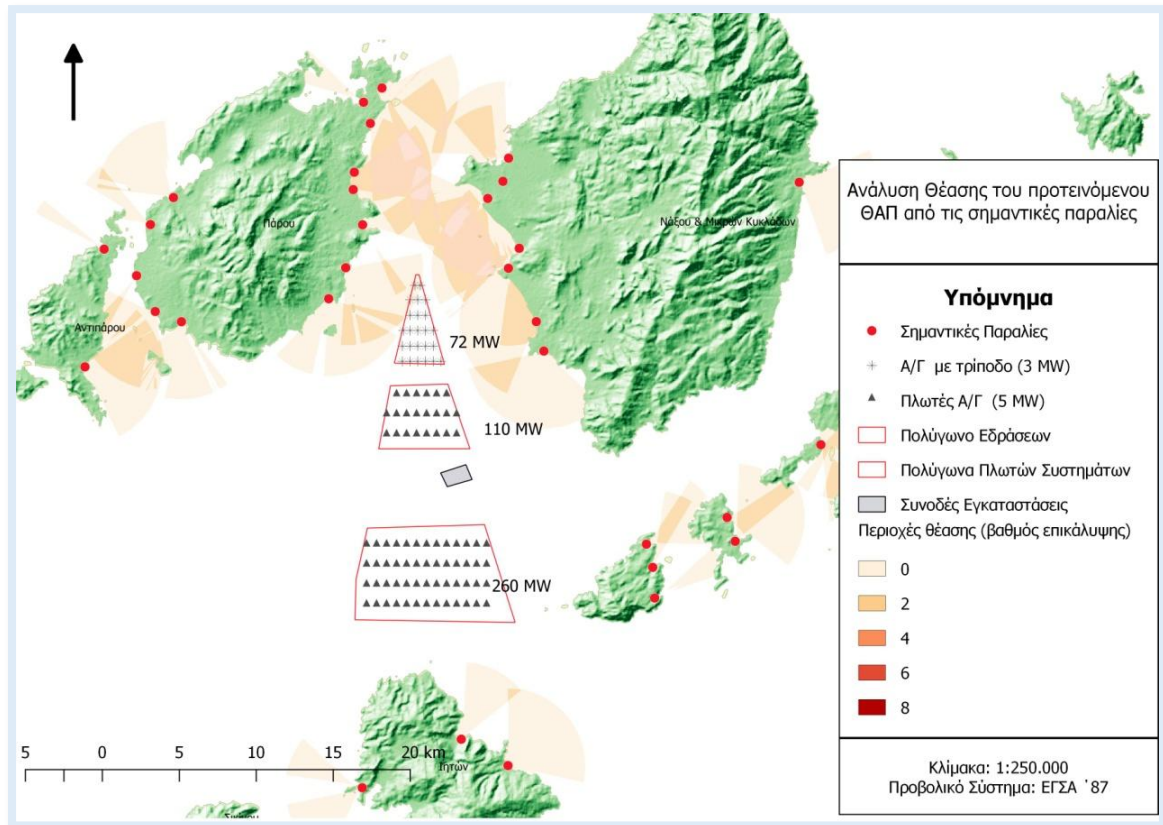 Ανάλυση Θέασης του προτεινόμενου
ΘΑΠ από τις σημαντικές παραλίες
Υπόμνημα
Σημαντικές Παραλίες
Α/Γ με τρίποδο (3 MW)
Πλωτές Α/Γ (5 MW)
Πολύγωνο Εδράσεων
Πολύγωνα Πλωτών Συστημάτων
Συνοδές Εγκαταστάσεις
Περιοχές θέασης (βαθμός επικάλυψης)
0
2
4
6
8
Κλίμακα: 1:250.000
Προβολικό Σύστημα: ΕΓΣΑ ΄87
Πάρου
Νάξου & Μικρών Κυκλάδων
Αντιπάρου
72 MW
110 MW
260 MW
5 0 5 10 15 20 km
Ιητών
Σικίνου